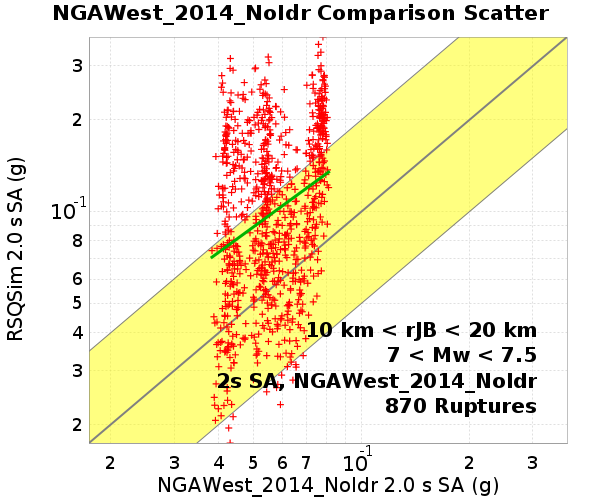 NGAWest_2014_NoIdr Comparison Scatter
RSQSim 2.0 s SA (g)
3
2
10-1
8
6
5
4
3
2
10 km < rJB < 20 km
7 < Mw < 7.5
2s SA, NGAWest_2014_NoIdr
870 Ruptures
2 3 4 5 6 7 10-1 2 3
NGAWest_2014_NoIdr 2.0 s SA (g)